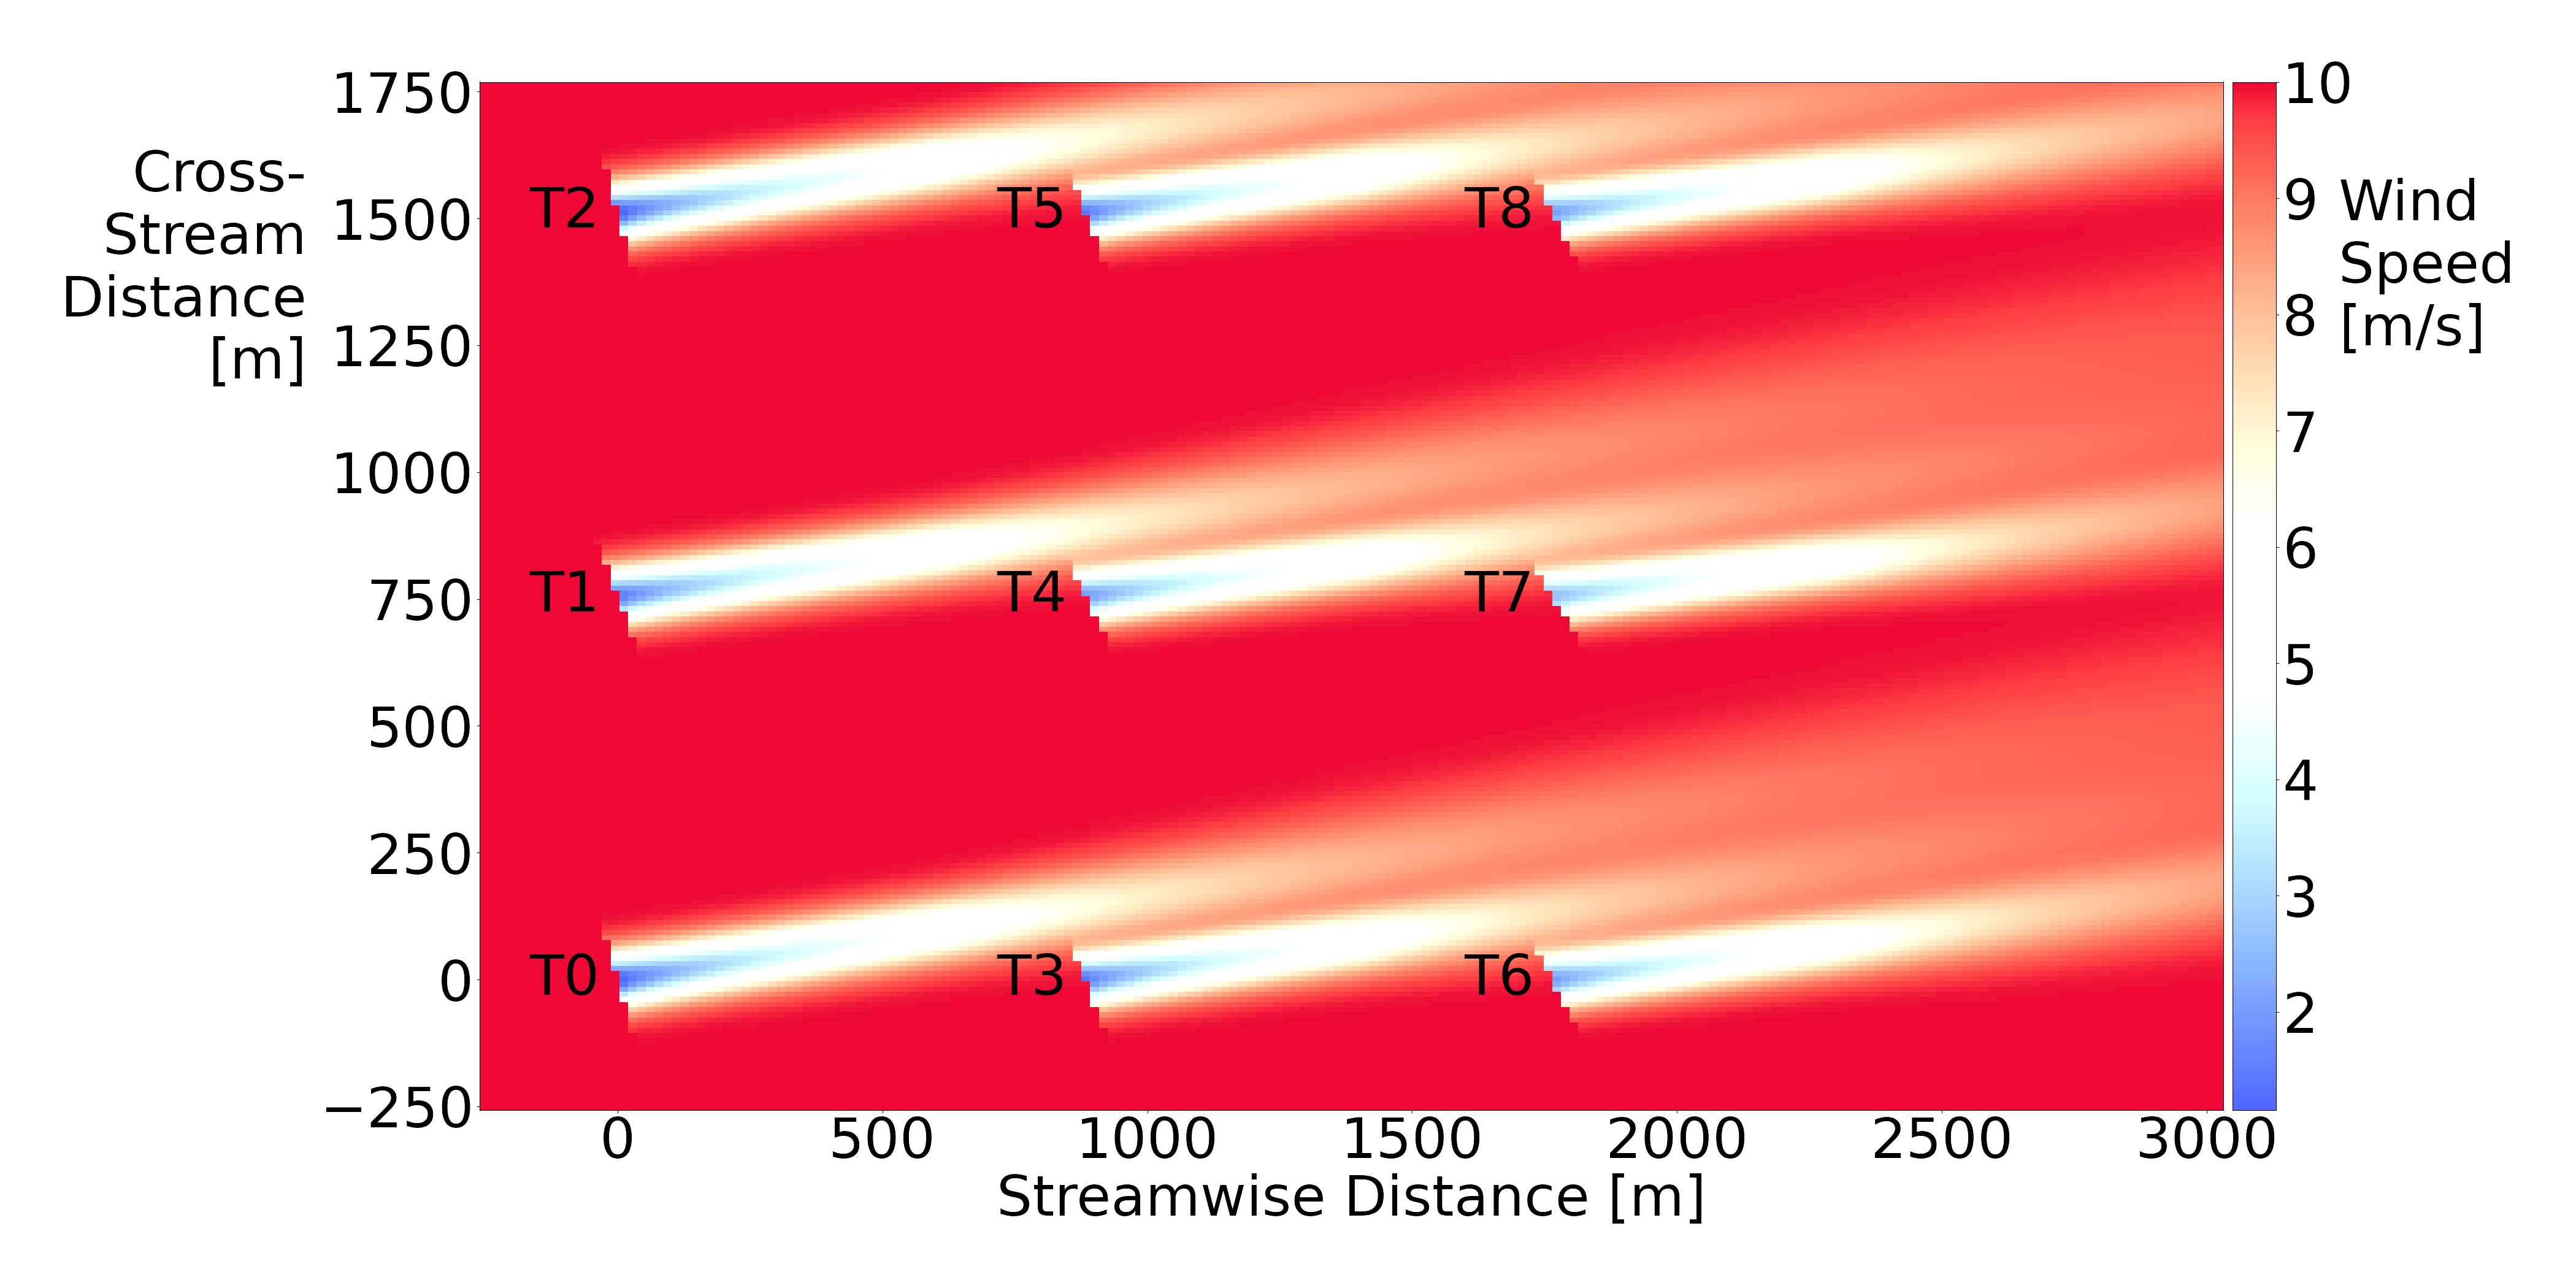 Cross-
Stream
Distance
[m]
1750
1500
1250
1000
750
500
250
0
−250
T2
T5
T8
T1
T4
T7
T0
T3
T6
0
500
1000
1500
2000
2500
3000
Streamwise Distance [m]
10
9
8
7
6
5
4
3
2
Wind
Speed
[m/s]